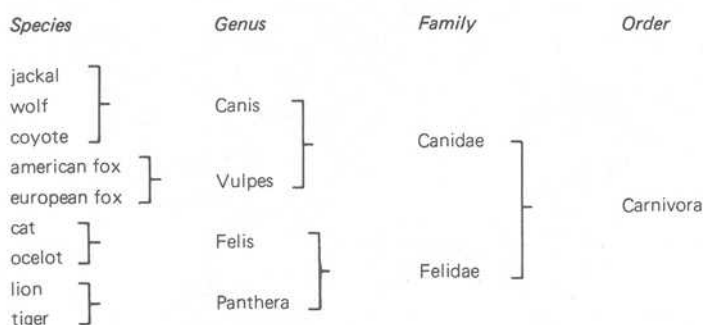 Species Genus Family Order
jackal
wolf Canis
coyote Canidae
american fox
european fox Vulpes
Carnivora
cat
Felis
ocelot
Felidae
lion
Panthera
tiger